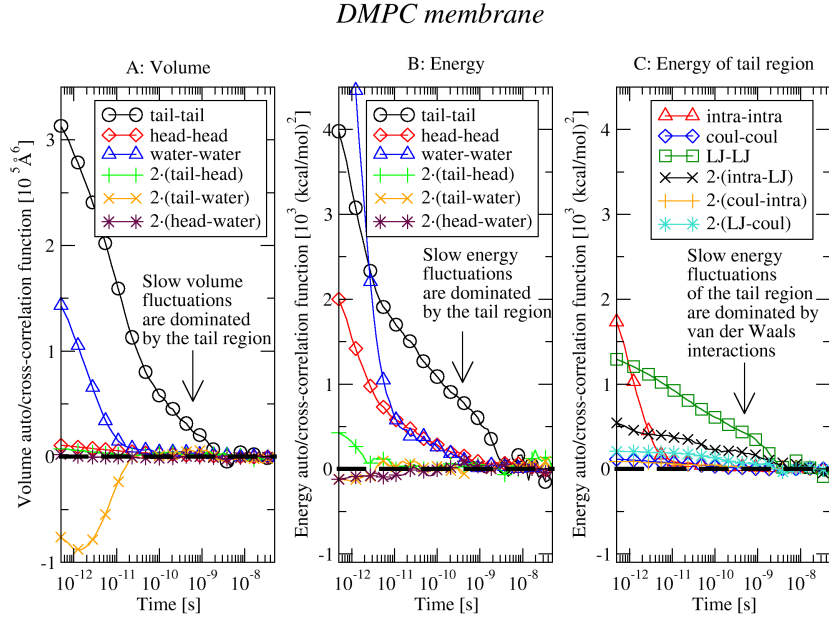 DMPC membrane
A: Volume
Volume auto/cross-correlation function [10^5 Å^6]
3
2
1
0
-1
tail-tail
head-head
water-water
2·(tail-head)
2·(tail-water)
2·(head-water)
Slow volume
fluctuations
are dominated
by the tail region
10^-12 10^-11 10^-10 10^-9 10^-8
Time [s]
B: Energy
Energy auto/cross-correlation function [10^3 (kcal/mol)^2]
4
3
2
1
0
-1
tail-tail
head-head
water-water
2·(tail-head)
2·(tail-water)
2·(head-water)
Slow energy
fluctuations
are dominated
by the tail region
10^-12 10^-11 10^-10 10^-9 10^-8
Time [s]
C: Energy of tail region
Energy auto/cross-correlation function [10^3 (kcal/mol)^2]
4
3
2
1
0
-1
intra-intra
coul-coul
LJ-LJ
2·(intra-LJ)
2·(coul-intra)
2·(LJ-coul)
Slow energy
fluctuations
of the tail region
are dominated by
van der Waals
interactions
10^-12 10^-11 10^-10 10^-9 10^-8
Time [s]